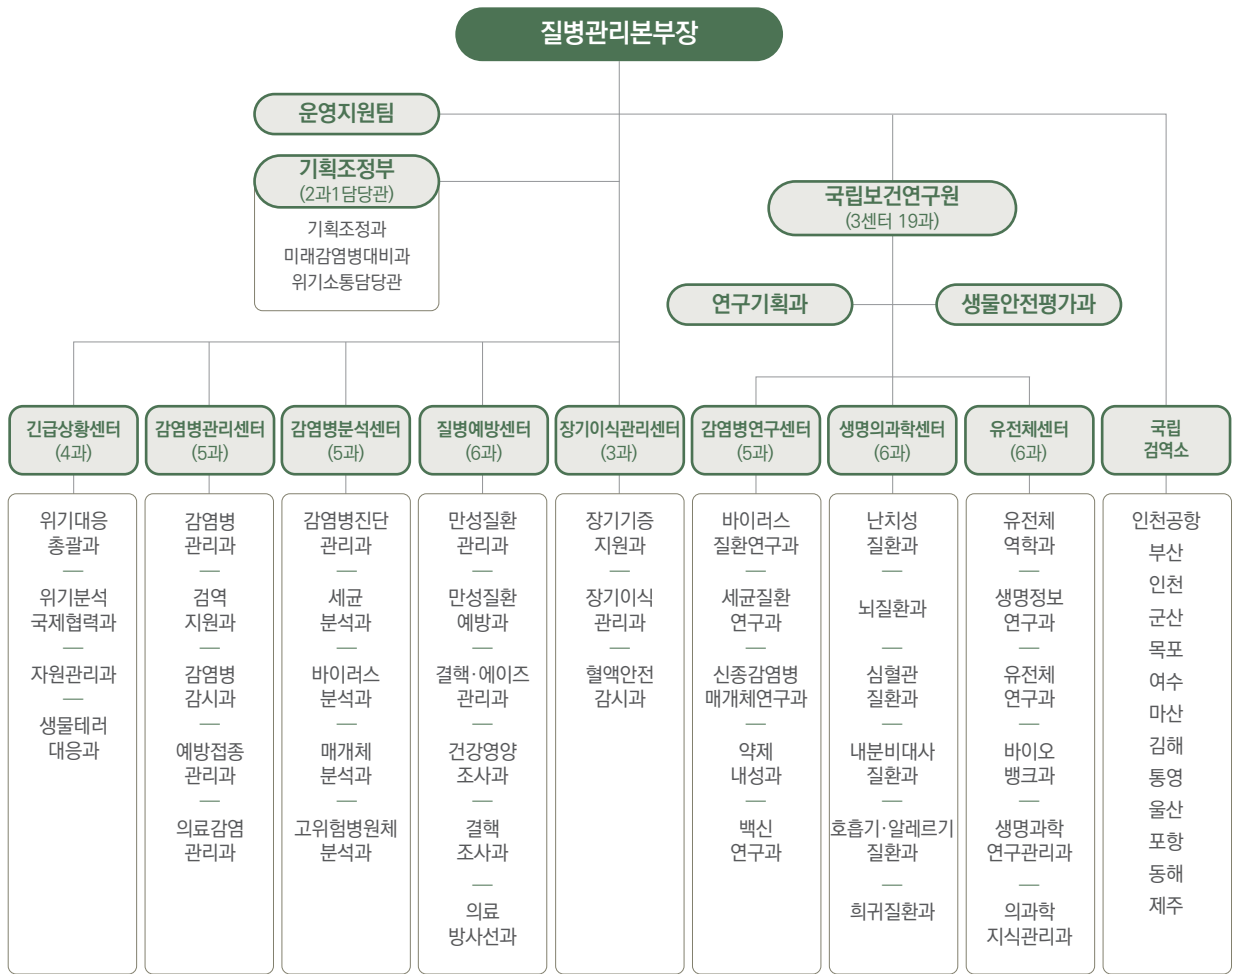 질병관리본부장
운영지원팀
기획조정부
(2과1담당관)
기획조정과
미래감염병대비과
위기소통담당관
국립보건연구원
(3센터 19과)
연구기획과
생물안전평가과
긴급상황센터
(4과)
위기대응
총괄과
위기분석
국제협력과
자원관리과
생물테러
대응과
감염병관리센터
(5과)
감염병
관리과
검역
지원과
감염병
감시과
예방접종
관리과
의료감염
관리과
감염병분석센터
(5과)
감염병진단
관리과
세균
분석과
바이러스
분석과
매개체
분석과
고위험병원체
분석과
질병예방센터
(6과)
만성질환
관리과
만성질환
예방과
결핵·에이즈
관리과
건강영양
조사과
결핵
조사과
의료
방사선과
장기이식관리센터
(3과)
장기기증
지원과
장기이식
관리과
혈액안전
감시과
감염병연구센터
(5과)
바이러스
질환연구과
세균질환
연구과
신종감염병
매개체연구과
약제
내성과
백신
연구과
생명의과학센터
(6과)
난치성
질환과
뇌질환과
심혈관
질환과
내분비대사
질환과
호흡기·알레르기
질환과
희귀질환과
유전체센터
(6과)
유전체
역학과
생명정보
연구과
유전체
연구과
바이오
뱅크과
생명과학
연구관리과
의과학
지식관리과
국립
검역소
인천공항
부산
인천
군산
목포
여수
마산
김해
통영
울산
포항
동해
제주